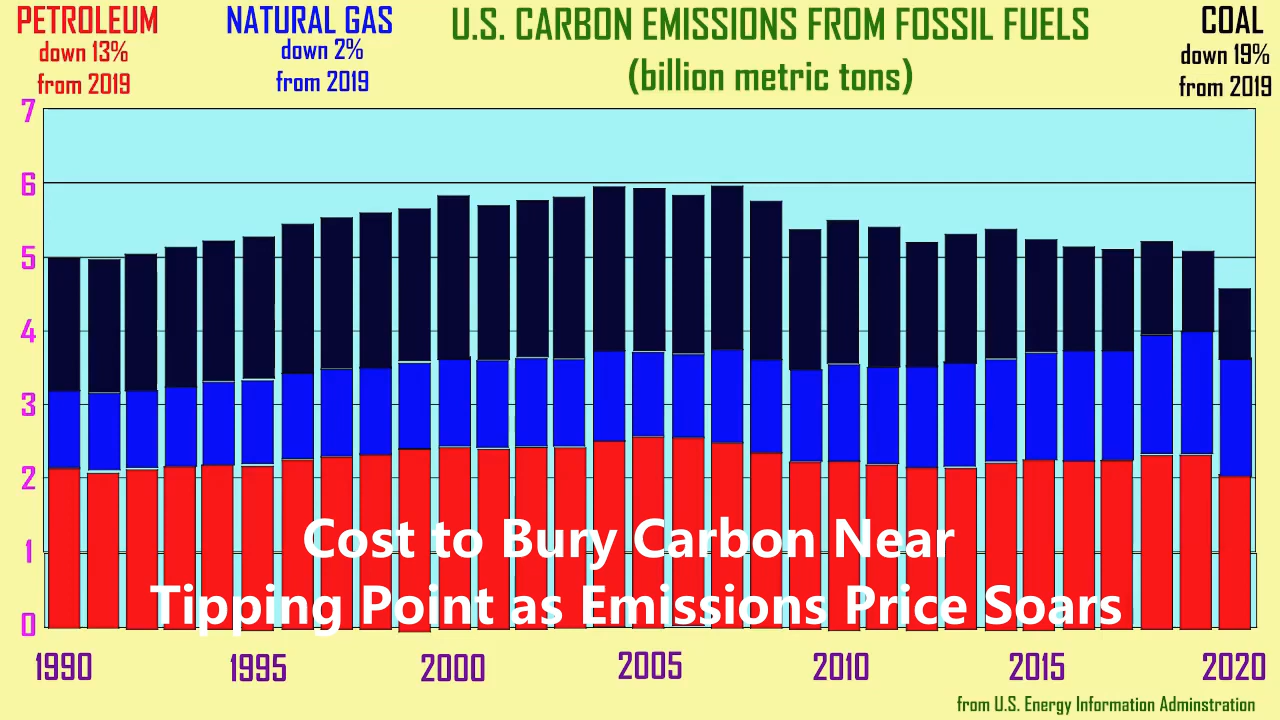 PETROLEUM
down 13%
from 2019
NATURAL GAS
down 2%
from 2019
U.S. CARBON EMISSIONS FROM FOSSIL FUELS
(billion metric tons)
COAL
down 19%
from 2019
7
6
5
4
3
2
1
0
Cost to Bury Carbon Near
Tipping Point as Emissions Price Soars
1990 1995 2000 2005 2010 2015 2020
from U.S. Energy Information Adminstration